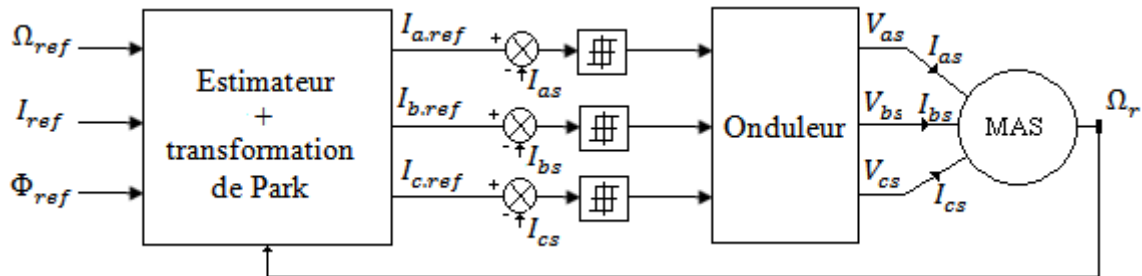 Ω_ref
I_ref
Φ_ref
Estimateur
+
transformation
de Park
I_a.ref
+
-
I_as
I_b.ref
+
-
I_bs
I_c.ref
+
-
I_cs
Onduleur
V_as
I_as
V_bs
I_bs
V_cs
I_cs
MAS
Ω_r